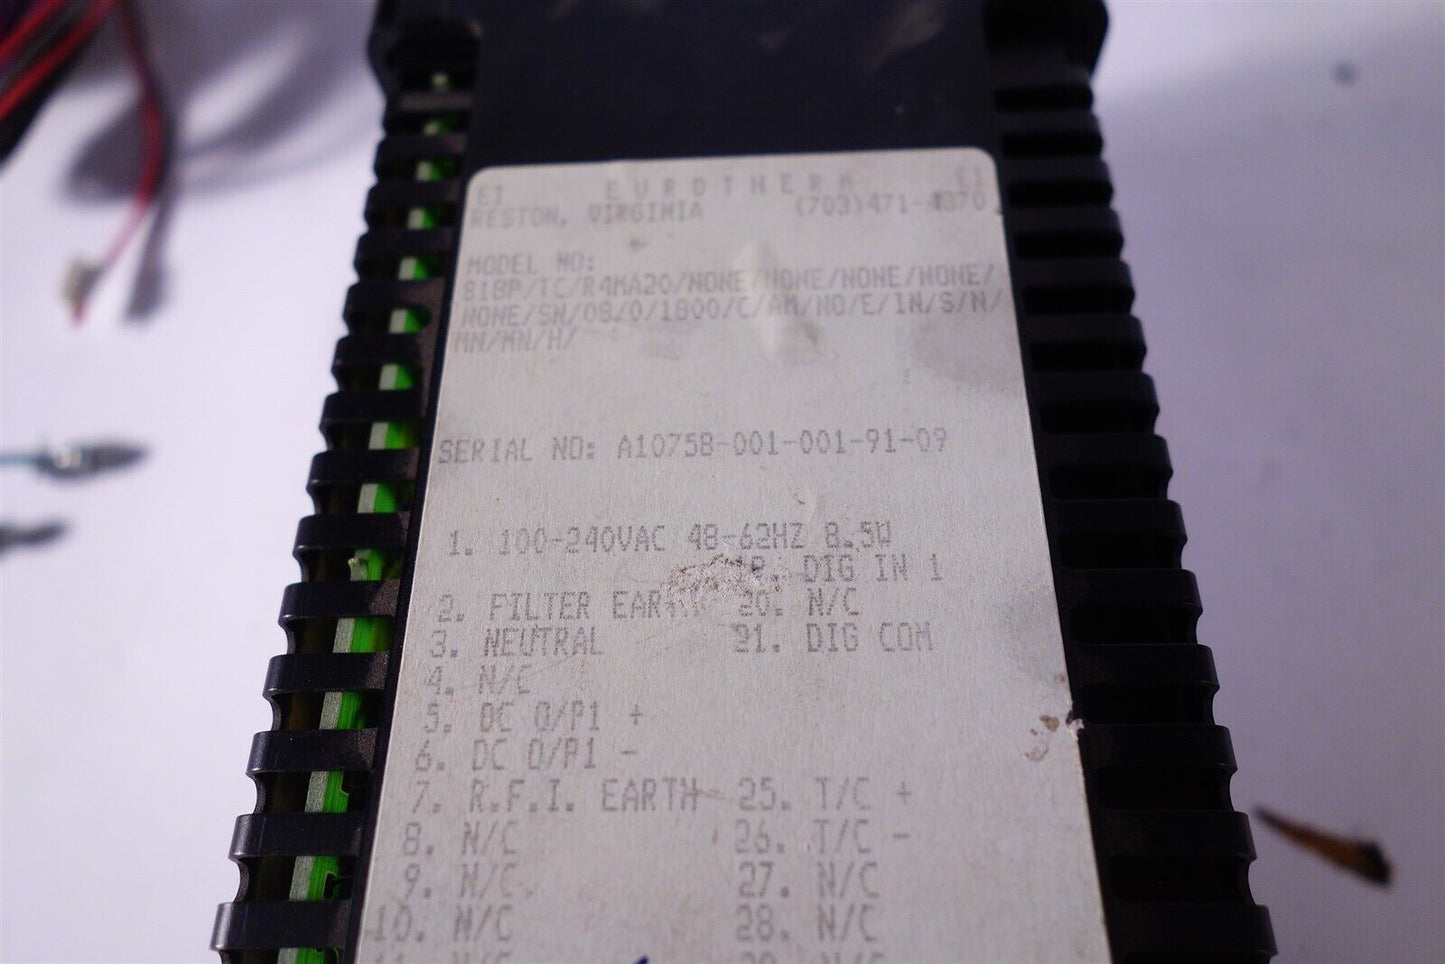 EI EUROTHERM EI
RESTON, VIRGINIA (703)471-4870
MODEL NO:
818P/TC/R4MA20/NONE/NONE/NONE/NONE/
NONE/SN/08/0/1800/C/AM/NO/E/IN/S/N/
MN/MN/H/
SERIAL NO: A10758-001-001-91-09
1. 100-240VAC 48-62HZ 8.5W
DIG IN 1
2. FILTER EARTH 20. N/C
3. NEUTRAL 21. DIG COM
4. N/C
5. DC O/P1 +
6. DC O/P1 -
7. R.F.I. EARTH 25. T/C +
8. N/C 26. T/C -
9. N/C 27. N/C
10. N/C 28. N/C